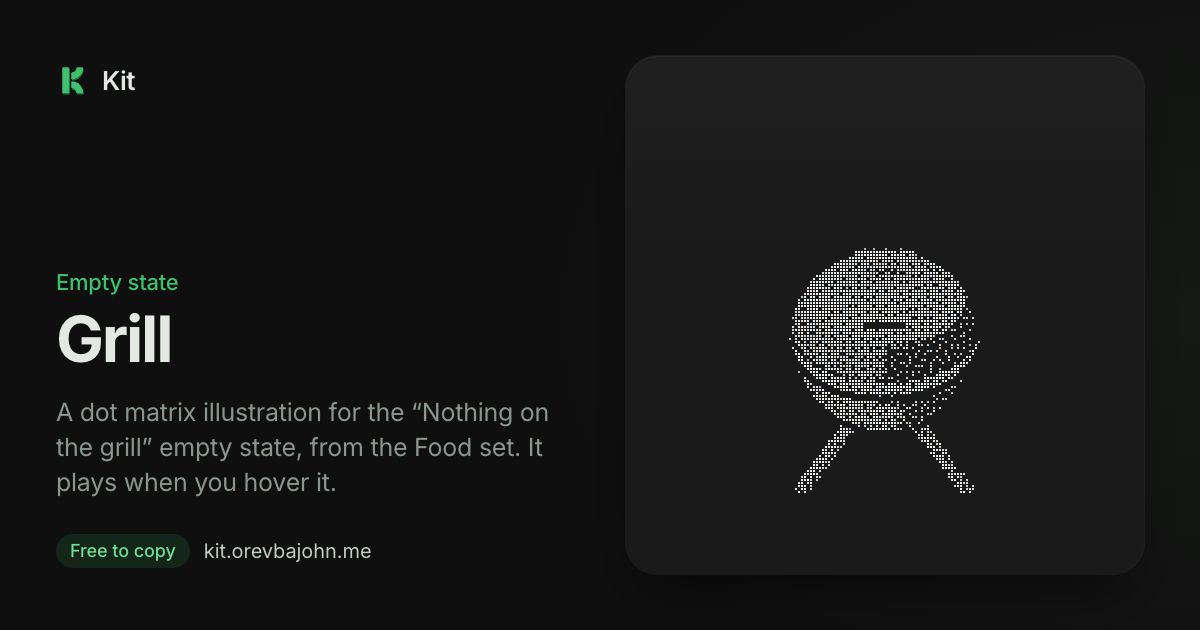 Kit
Empty state
Grill
A dot matrix illustration for the “Nothing on
the grill” empty state, from the Food set. It
plays when you hover it.
Free to copy
kit.orevbajohn.me